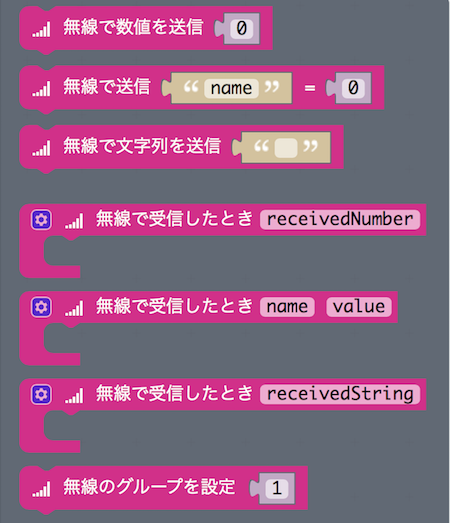 無線で数値を送信 0
無線で送信 “ name ” = 0
無線で文字列を送信 “ ”
無線で受信したとき receivedNumber
無線で受信したとき name value
無線で受信したとき receivedString
無線のグループを設定 1